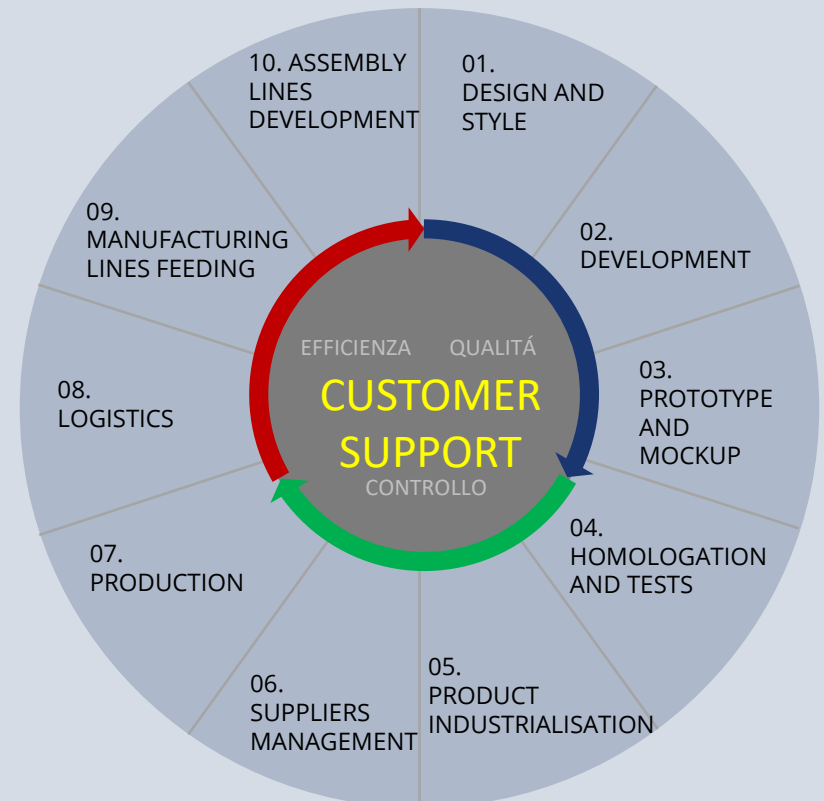 01.
DESIGN AND
STYLE
02.
DEVELOPMENT
03.
PROTOTYPE
AND
MOCKUP
04.
HOMOLOGATION
AND TESTS
05.
PRODUCT
INDUSTRIALISATION
06.
SUPPLIERS
MANAGEMENT
07.
PRODUCTION
08.
LOGISTICS
09.
MANUFACTURING
LINES FEEDING
10. ASSEMBLY
LINES
DEVELOPMENT
EFFICIENZA QUALITÁ
CUSTOMER
SUPPORT
CONTROLLO